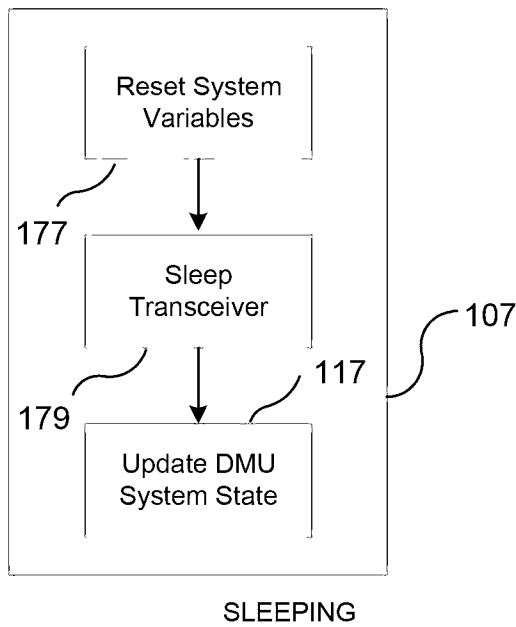 Reset System
Variables
177
Sleep
Transceiver
107
179
117
Update DMU
System State
SLEEPING